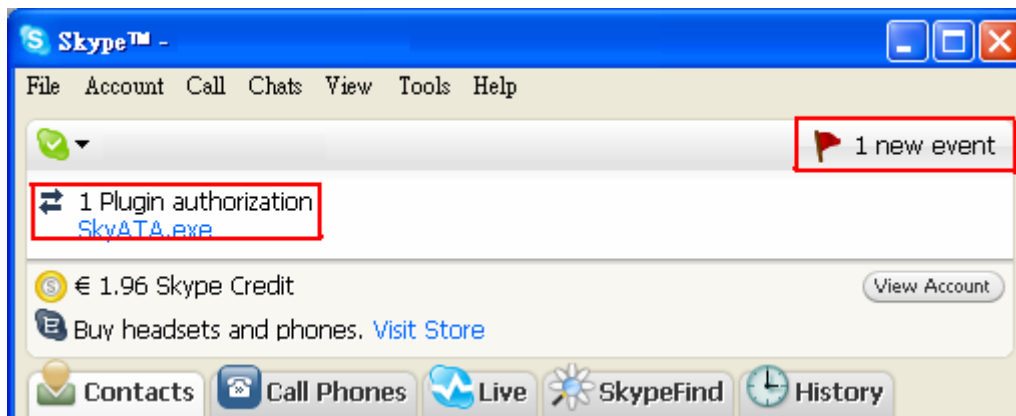 Skype™ -
File Account Call Chats View Tools Help
1 new event
1 Plugin authorization
SkyATA.exe
€ 1.96 Skype Credit
View Account
Buy headsets and phones. Visit Store
Contacts Call Phones Live SkypeFind History